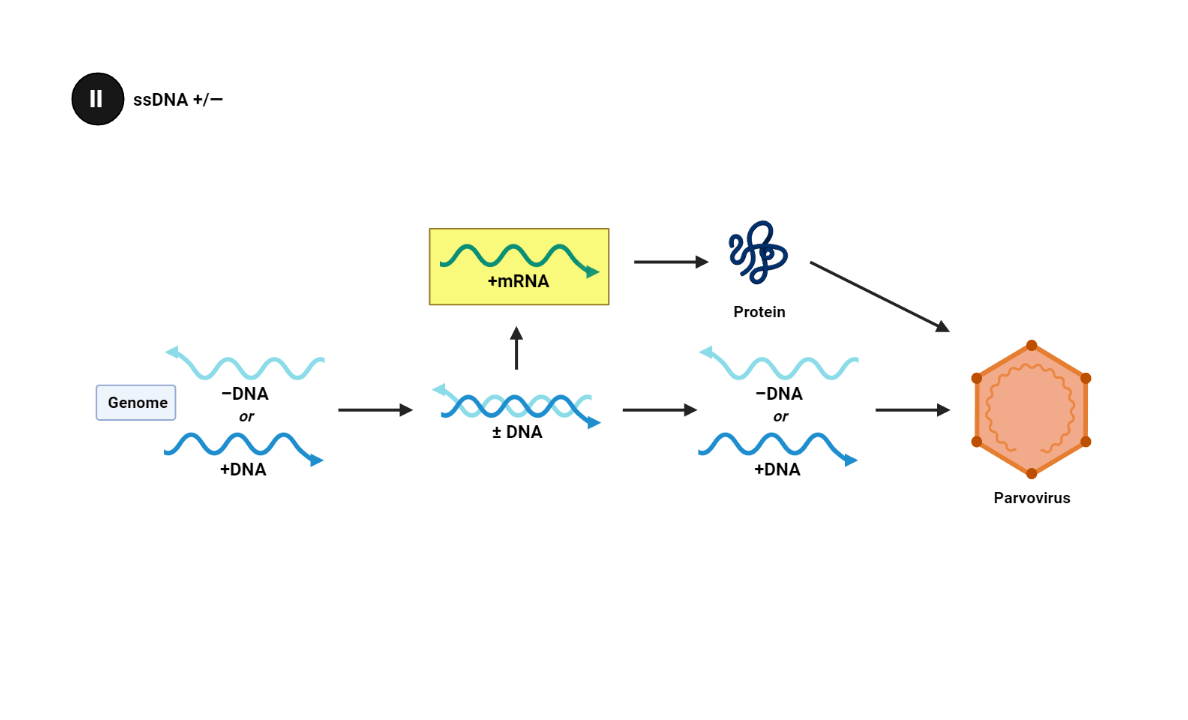 II
ssDNA +/−
+mRNA
Protein
Genome
−DNA
or
+DNA
± DNA
−DNA
or
+DNA
Parvovirus